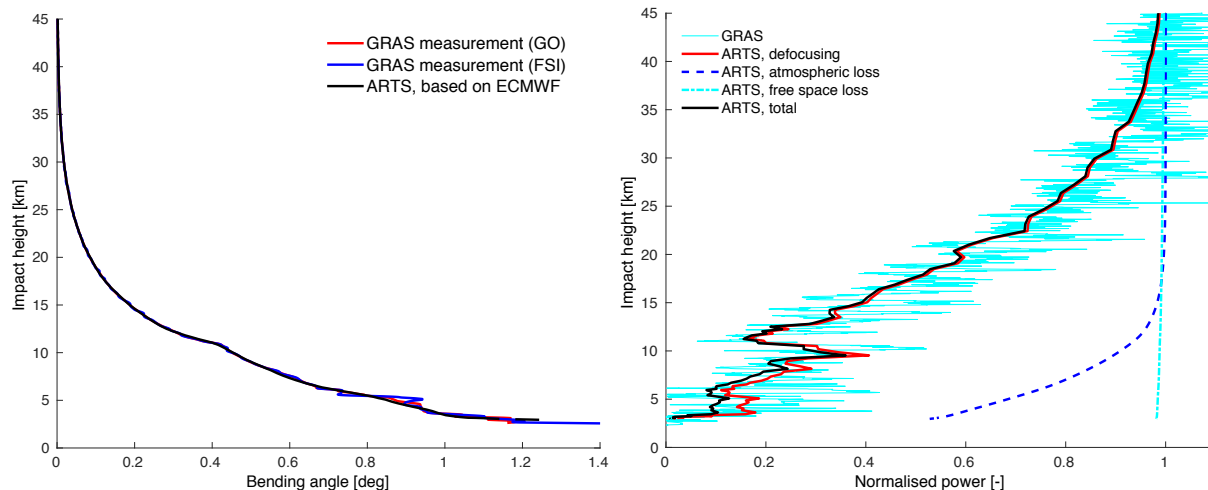 45
40
35
30
25
20
15
10
5
0
Impact height [km]
0
0.2
0.4
0.6
0.8
1
1.2
1.4
Bending angle [deg]
GRAS measurement (GO)
GRAS measurement (FSI)
ARTS, based on ECMWF
45
40
35
30
25
20
15
10
5
0
Impact height [km]
0
0.2
0.4
0.6
0.8
1
Normalised power [-]
GRAS
ARTS, defocusing
ARTS, atmospheric loss
ARTS, free space loss
ARTS, total